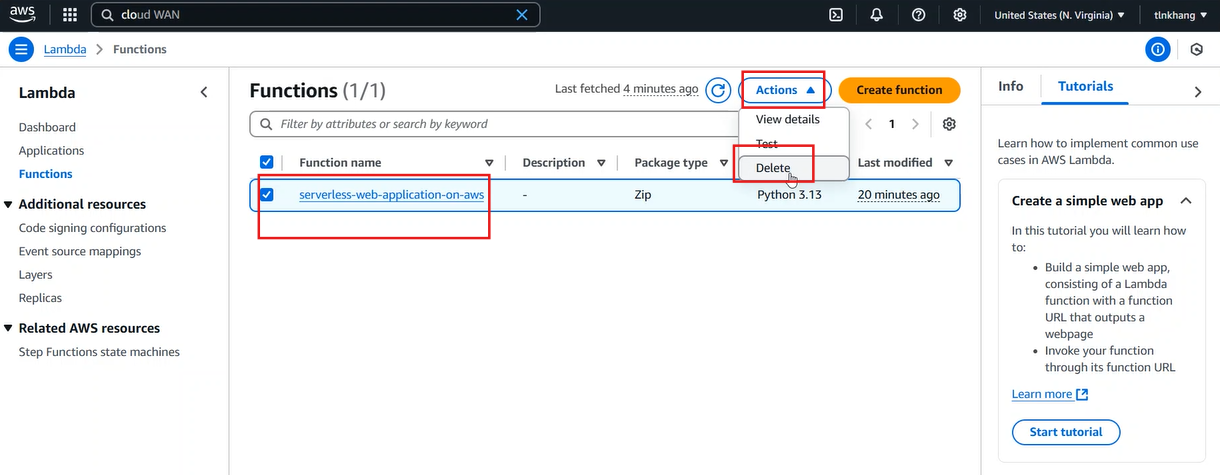 aws
cloud WAN
United States (N. Virginia)
tlnkhang
Lambda
Functions
Lambda
Dashboard
Applications
Functions
Additional resources
Code signing configurations
Event source mappings
Layers
Replicas
Related AWS resources
Step Functions state machines
Functions (1/1)
Last fetched 4 minutes ago
Actions
Create function
Filter by attributes or search by keyword
1
View details
Test
Delete
Function name
Description
Package type
Last modified
serverless-web-application-on-aws
-
Zip
Python 3.13
20 minutes ago
Info
Tutorials
Learn how to implement common use
cases in AWS Lambda.
Create a simple web app
In this tutorial you will learn how
to:
• Build a simple web app,
consisting of a Lambda
function with a function
URL that outputs a
webpage
• Invoke your function
through its function URL
Learn more
Start tutorial